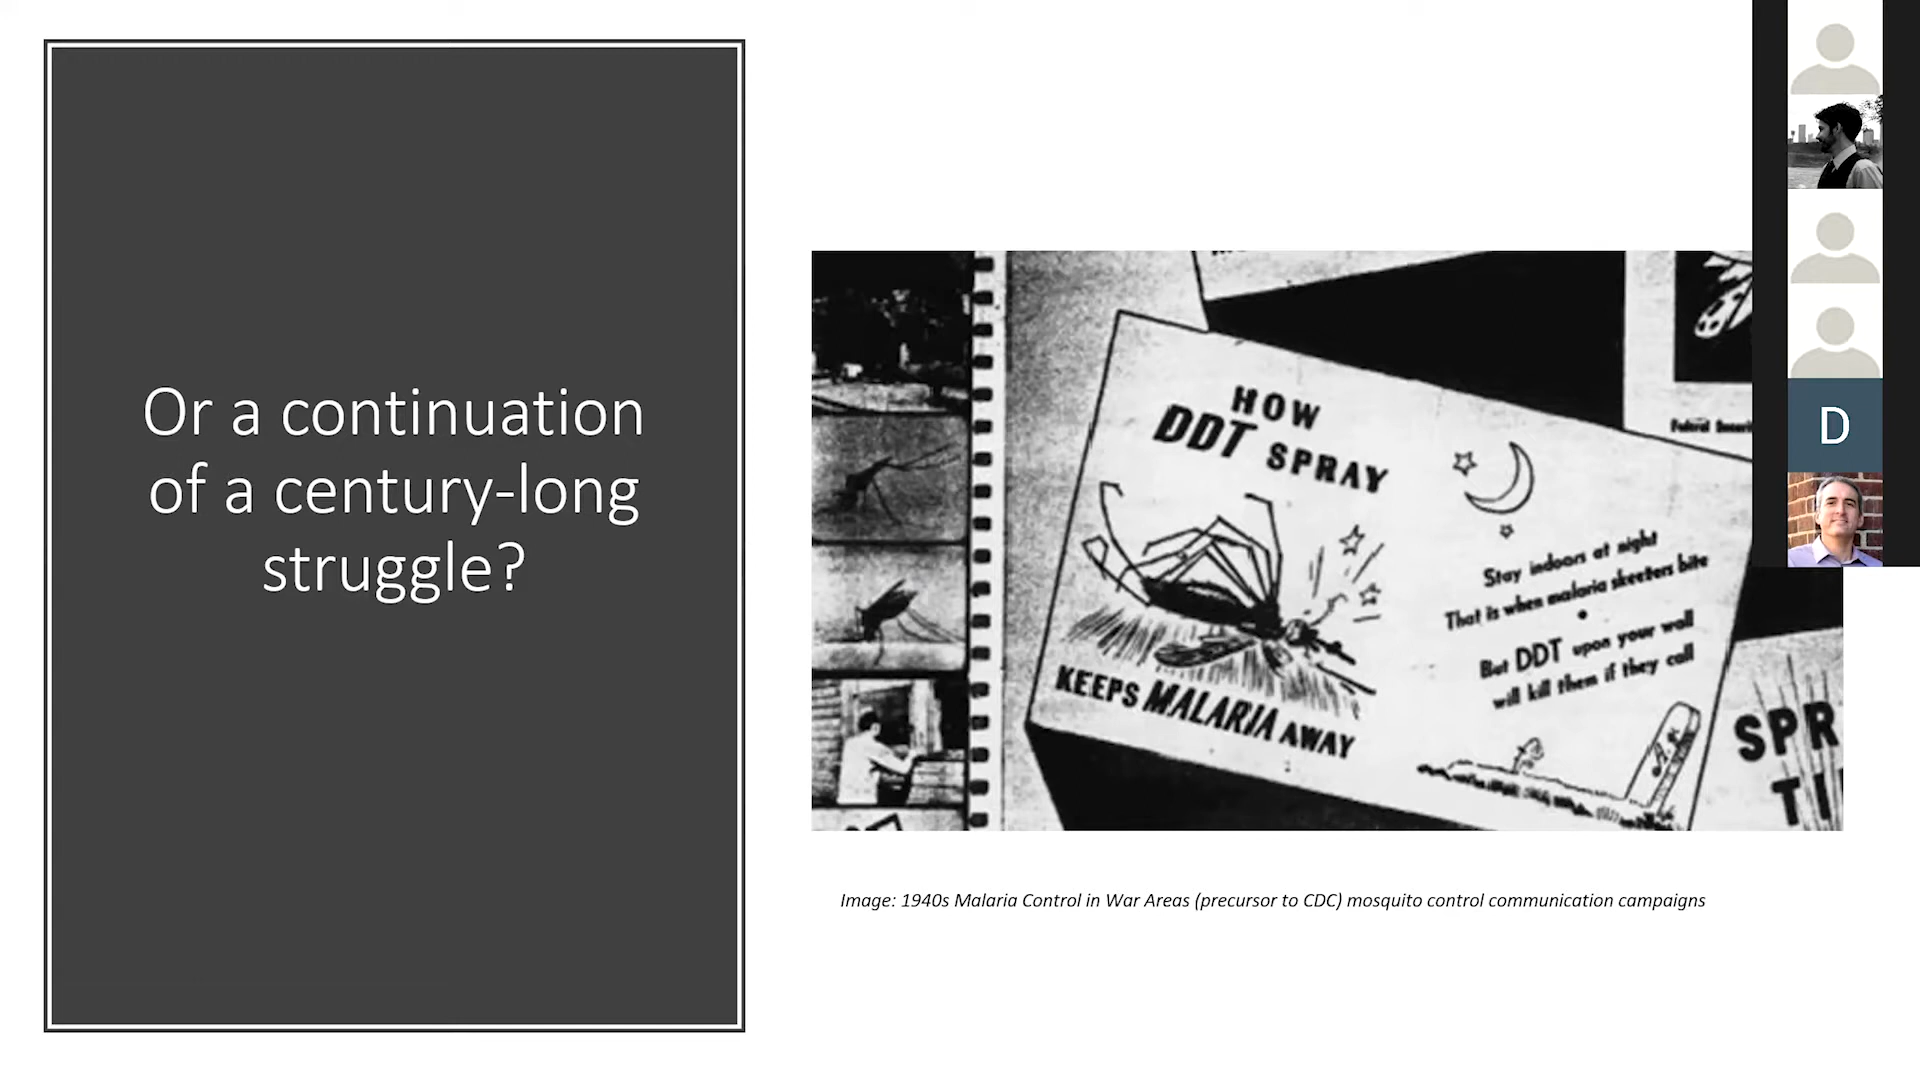 Or a continuation
of a century-long
struggle?
HOW
DDT SPRAY
KEEPS MALARIA AWAY
Stay indoors at night
That is when malaria skeeters bite
But DDT upon your wall
will kill them if they call
SPR
D
Image: 1940s Malaria Control in War Areas (precursor to CDC) mosquito control communication campaigns